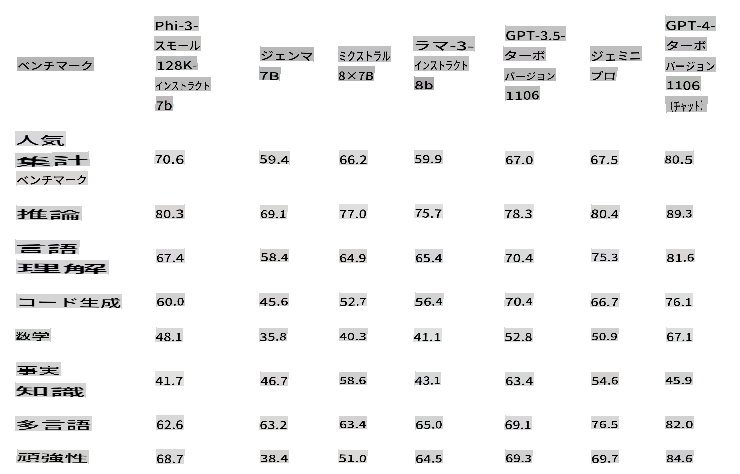 ベンチマーク Phi-3-スモール 128K-インストラクト 7b ジェンマ 7B ミクストラル 8×7B ラマ-3-インストラクト 8b GPT-3.5-ターボ バージョン 1106 ジェミニ プロ GPT-4-ターボ バージョン 1106 (チャット)
人気 集計 ベンチマーク 70.6 59.4 66.2 59.9 67.0 67.5 80.5
推論 80.3 69.1 77.0 75.7 78.3 80.4 89.3
言語 理解 67.4 58.4 64.9 65.4 70.4 75.3 81.6
コード生成 60.0 45.6 52.7 56.4 70.4 66.7 76.1
数学 48.1 35.8 40.3 41.1 52.8 50.9 67.1
事実 知識 41.7 46.7 58.6 43.1 63.4 54.6 45.9
多言語 62.6 63.2 63.4 65.0 69.1 76.5 82.0
頑強性 68.7 38.4 51.0 64.5 69.3 69.7 84.6